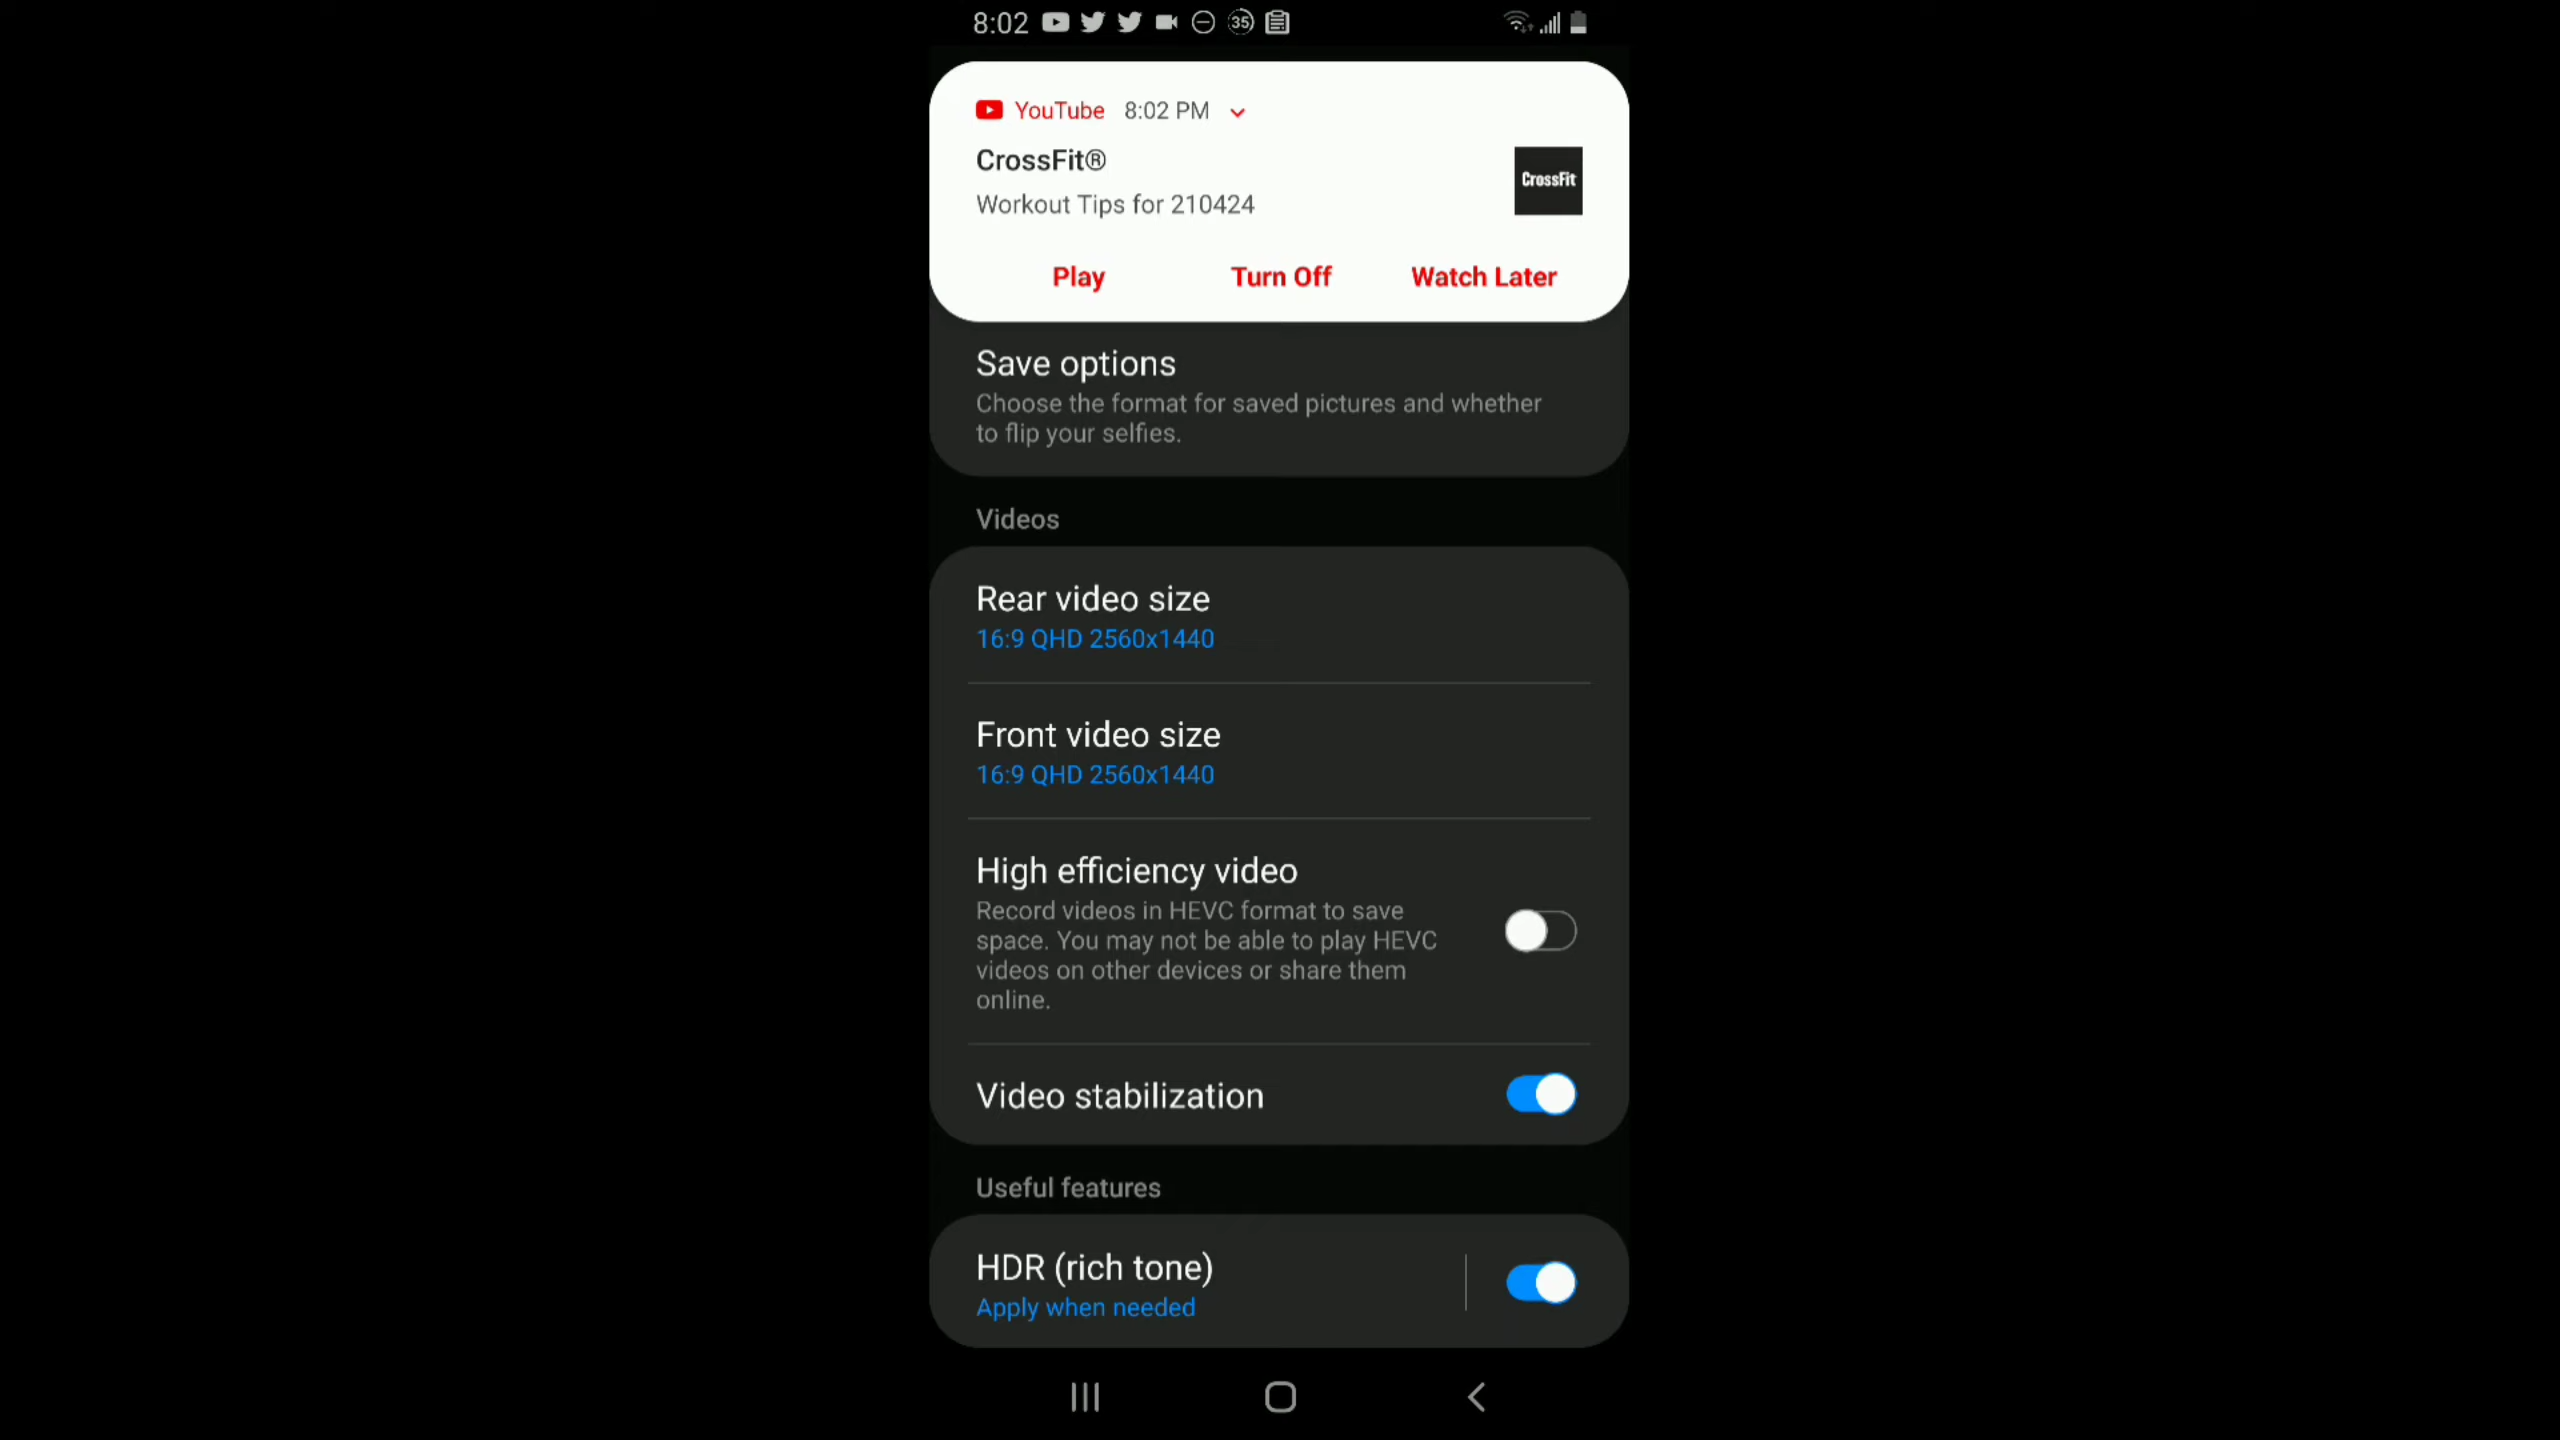 8:02
35
YouTube 8:02 PM
CrossFit®
CrossFit
Workout Tips for 210424
Play Turn Off Watch Later
Save options
Choose the format for saved pictures and whether
to flip your selfies.
Videos
Rear video size
16:9 QHD 2560x1440
Front video size
16:9 QHD 2560x1440
High efficiency video
Record videos in HEVC format to save
space. You may not be able to play HEVC
videos on other devices or share them
online.
Video stabilization
Useful features
HDR (rich tone)
Apply when needed